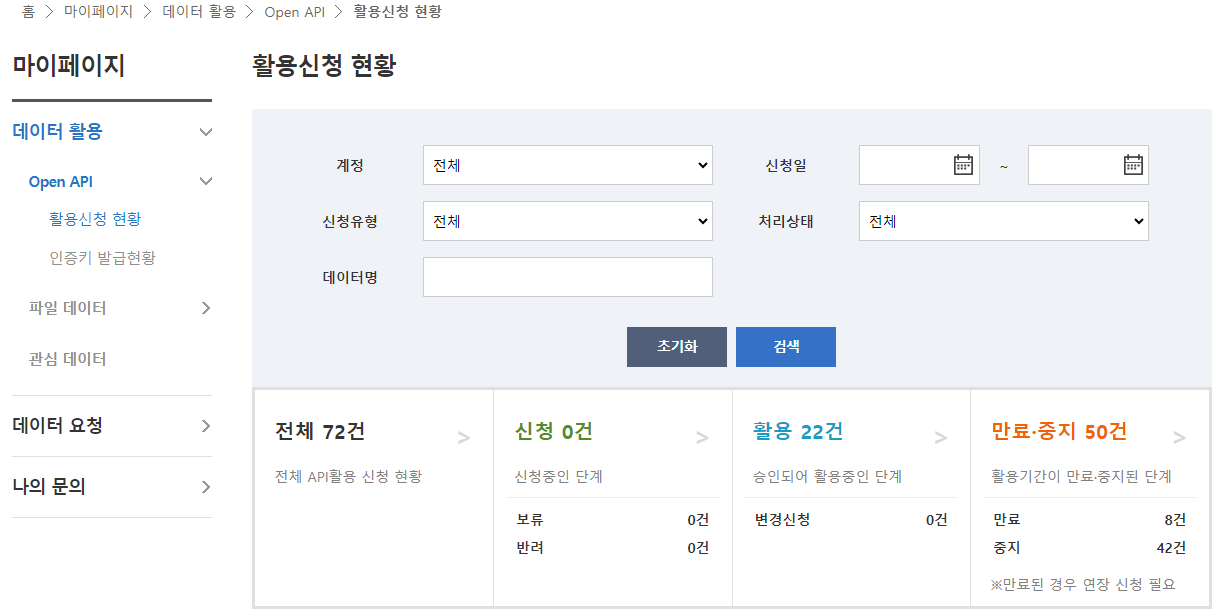 홈 > 마이페이지 > 데이터 활용 > Open API > 활용신청 현황
마이페이지
데이터 활용
Open API
활용신청 현황
인증키 발급현황
파일 데이터
관심 데이터
데이터 요청
나의 문의
활용신청 현황
계정 전체 신청일 ~
신청유형 전체 처리상태 전체
데이터명
초기화 검색
전체 72건 >
전체 API활용 신청 현황
신청 0건 >
신청중인 단계
보류 0건
반려 0건
활용 22건 >
승인되어 활용중인 단계
변경신청 0건
만료·중지 50건 >
활용기간이 만료·중지된 단계
만료 8건
중지 42건
※만료된 경우 연장 신청 필요